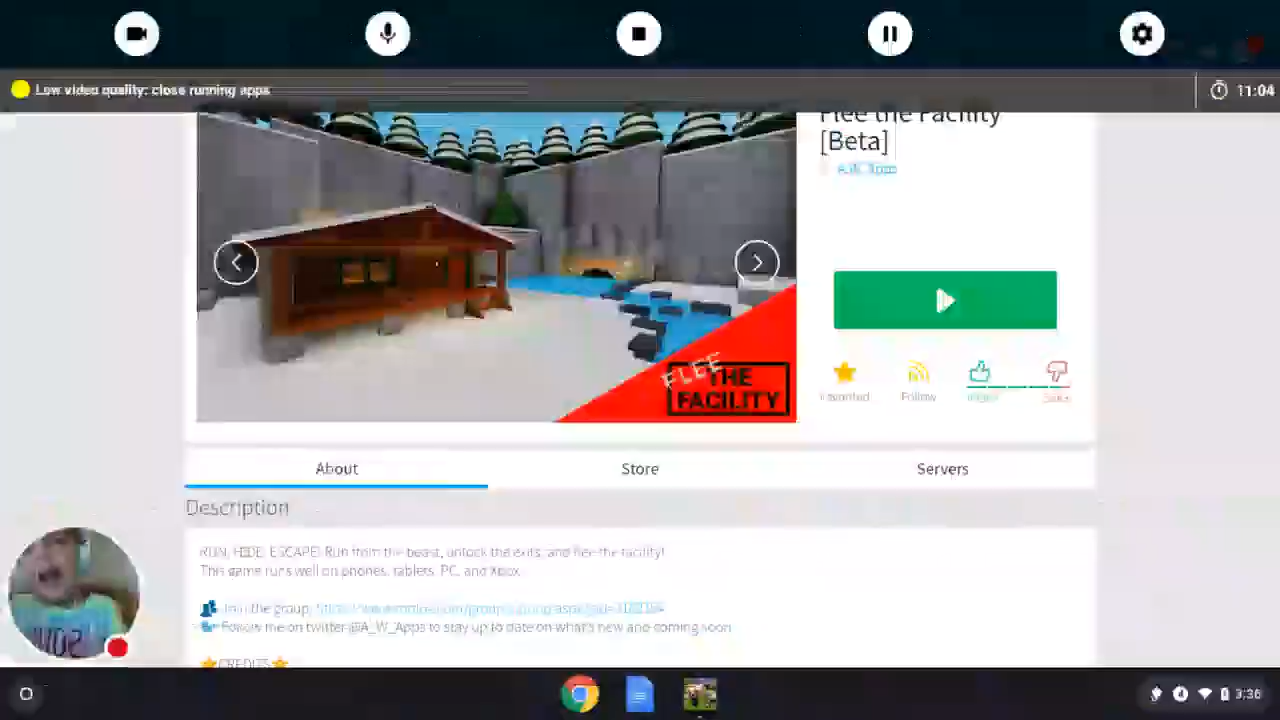 Low video quality: close running apps
11:04
Flee the Facility
[Beta]
FLEE
THE
FACILITY
Favorited
Follow
About
Store
Servers
Description
RUN, HIDE, ESCAPE! Run from the beast, unlock the exits, and flee the facility!
This game runs well on phones, tablets, PC, and Xbox.
Join the group:
Follow me on twitter @A_W_Apps to stay up to date on what's new and coming soon
CREDITS
3:36